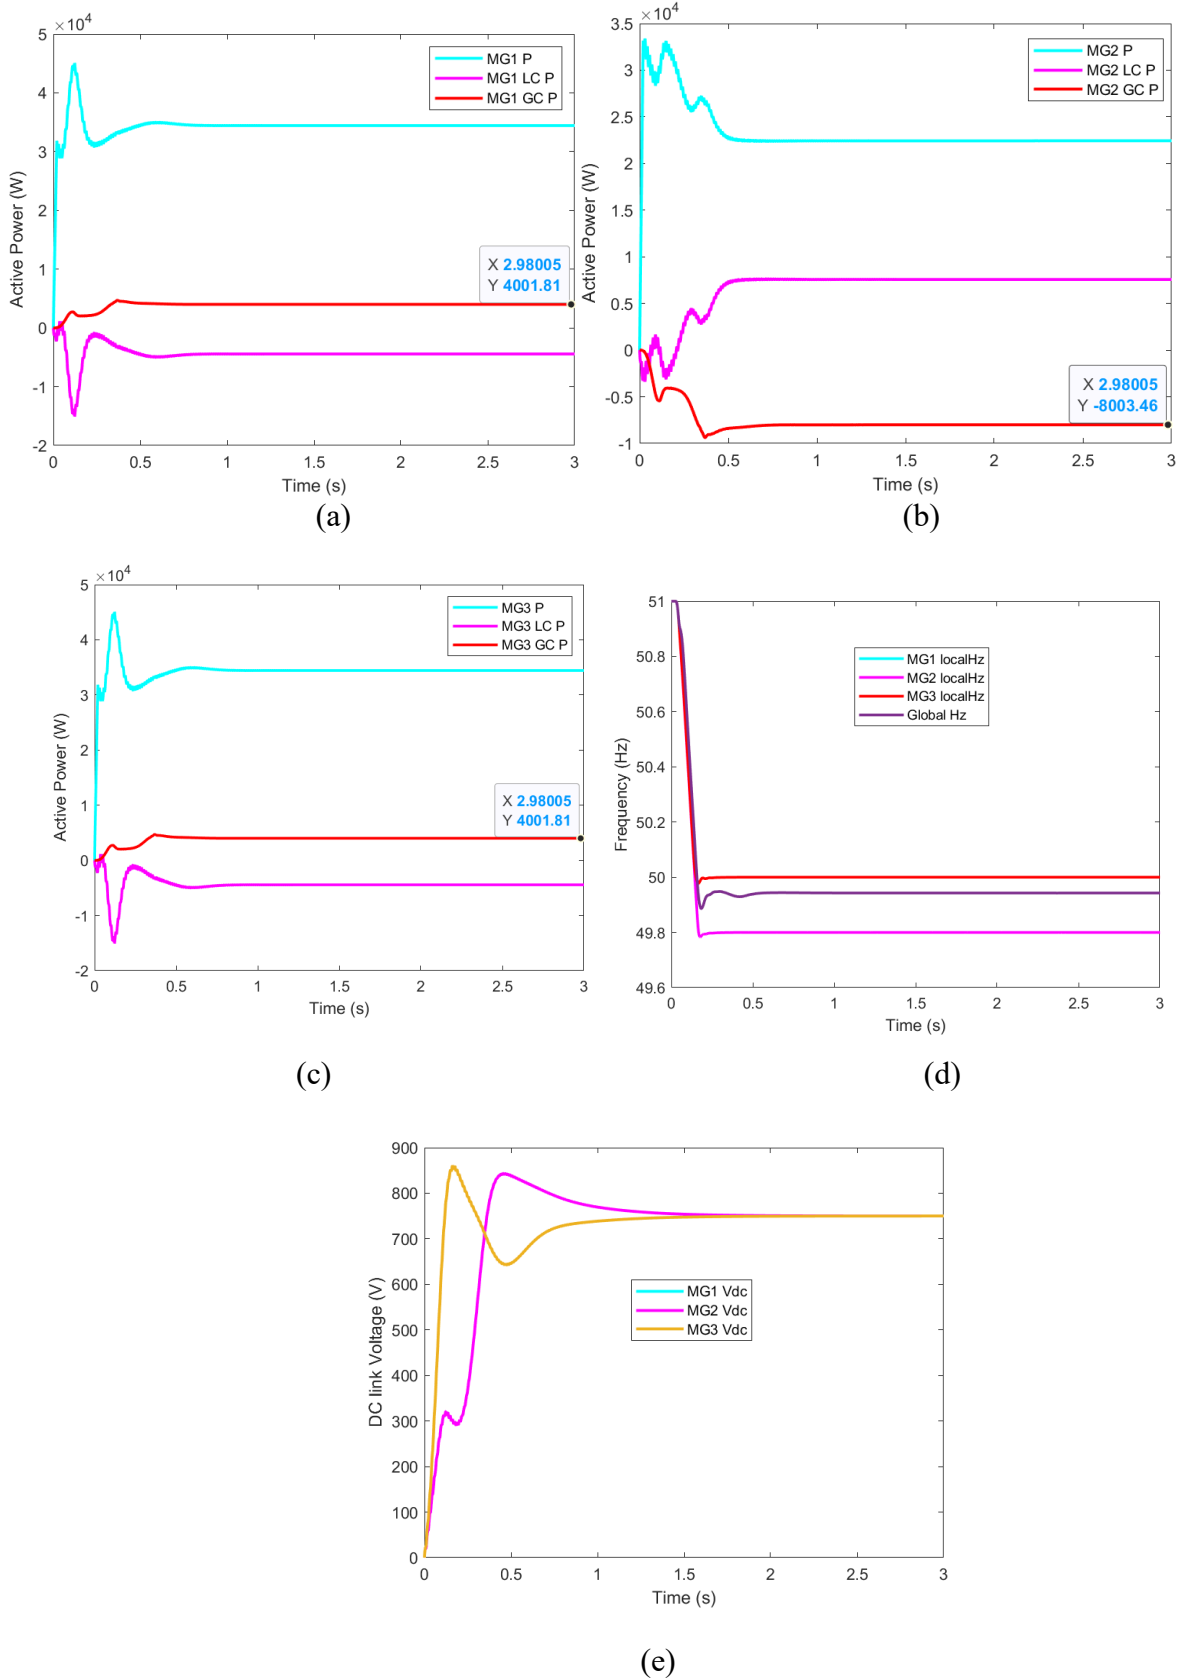 ×10⁴
5
4
3
2
1
0
-1
-2
Active Power (W)
MG1 P
MG1 LC P
MG1 GC P
X 2.98005
Y 4001.81
0
0.5
1
1.5
2
2.5
3
Time (s)
(a)
×10⁴
3.5
3
2.5
2
1.5
1
0.5
0
-0.5
-1
Active Power (W)
MG2 P
MG2 LC P
MG2 GC P
X 2.98005
Y -8003.46
0
0.5
1
1.5
2
2.5
3
Time (s)
(b)
×10⁴
5
4
3
2
1
0
-1
-2
Active Power (W)
MG3 P
MG3 LC P
MG3 GC P
X 2.98005
Y 4001.81
0
0.5
1
1.5
2
2.5
3
Time (s)
(c)
51
50.8
50.6
50.4
50.2
50
49.8
49.6
Frequency (Hz)
MG1 localHz
MG2 localHz
MG3 localHz
Global Hz
0
0.5
1
1.5
2
2.5
3
Time (s)
(d)
900
800
700
600
500
400
300
200
100
0
DC link Voltage (V)
MG1 Vdc
MG2 Vdc
MG3 Vdc
0
0.5
1
1.5
2
2.5
3
Time (s)
(e)